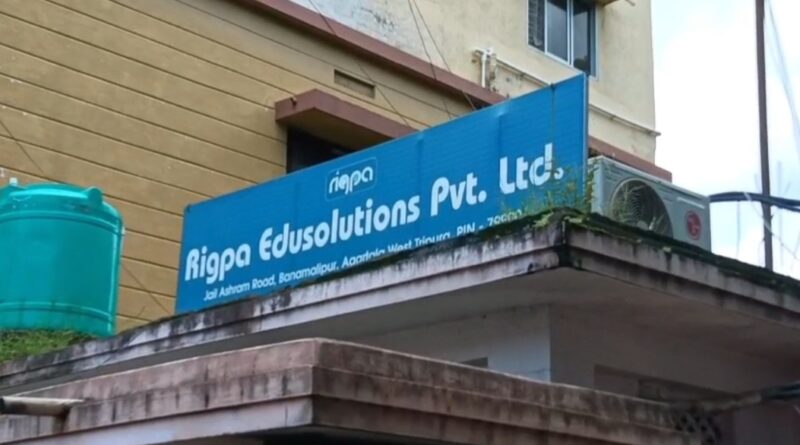 rigpa
Rigpa Edusolutions Pvt. Ltd.
Jail Ashram Road, Banamalipur, Agartala West Tripura, PIN -